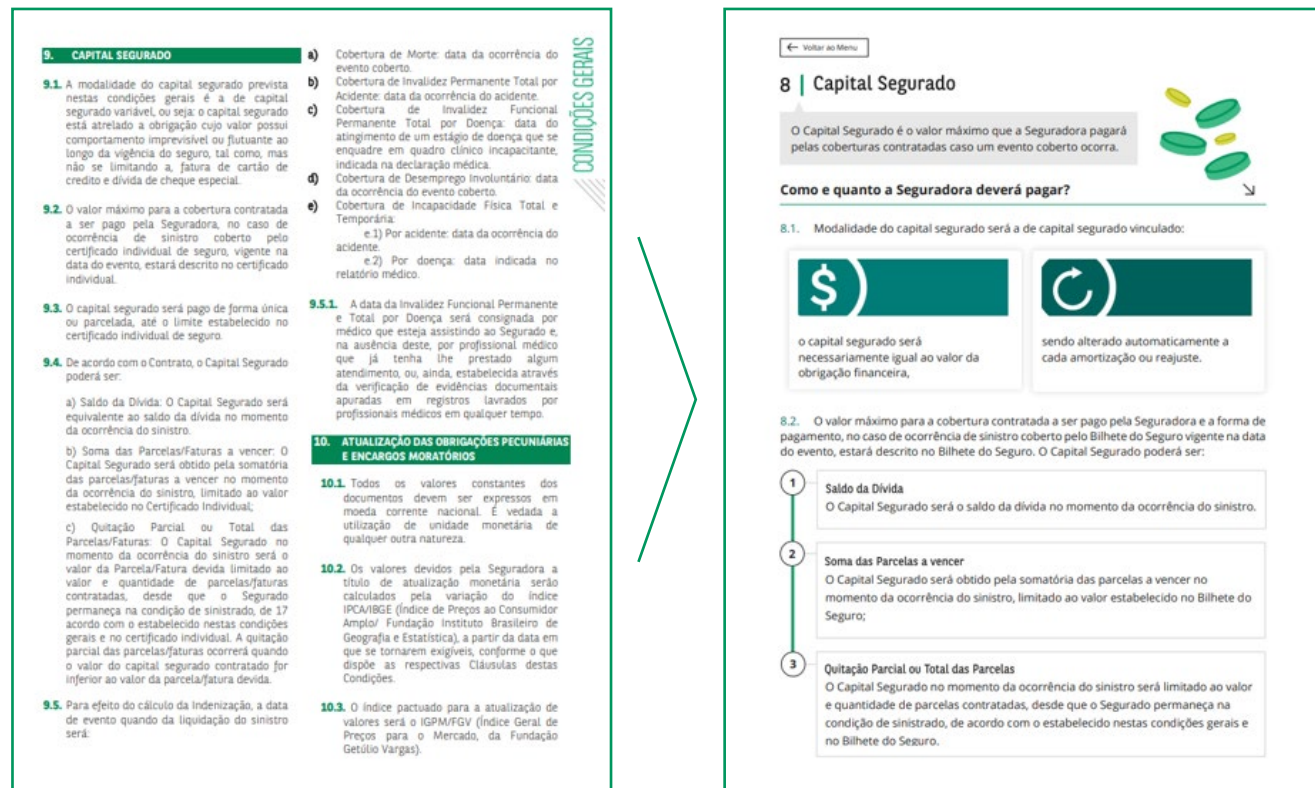 9. CAPITAL SEGURADO
9.1. A modalidade do capital segurado prevista
nestas condições gerais é a de capital
segurado variável, ou seja: o capital segurado
está atrelado a obrigação cujo valor possui
comportamento imprevisível ou flutuante ao
longo da vigência do seguro, tal como, mas
não se limitando a, fatura de cartão de
credito e dívida de cheque especial.
9.2. O valor máximo para a cobertura contratada
a ser pago pela Seguradora, no caso de
ocorrência de sinistro coberto pelo
certificado individual de seguro, vigente na
data do evento, estará descrito no certificado
individual.
9.3. O capital segurado será pago de forma única
ou parcelada, até o limite estabelecido no
certificado individual de seguro.
9.4. De acordo com o Contrato, o Capital Segurado
poderá ser:
a) Saldo da Dívida: O Capital Segurado será
equivalente ao saldo da dívida no momento
da ocorrência do sinistro.
b) Soma das Parcelas/Faturas a vencer: O
Capital Segurado será obtido pela somatória
das parcelas/faturas a vencer no momento
da ocorrência do sinistro, limitado ao valor
estabelecido no Certificado Individual;
c) Quitação Parcial ou Total das
Parcelas/Faturas: O Capital Segurado no
momento da ocorrência do sinistro será o
valor da Parcela/Fatura devida limitado ao
valor e quantidade de parcelas/faturas
contratadas, desde que o Segurado
permaneça na condição de sinistrado, de 17
acordo com o estabelecido nestas condições
gerais e no certificado individual. A quitação
parcial das parcelas/faturas ocorrerá quando
o valor do capital segurado contratado for
inferior ao valor da parcela/fatura devida.
9.5. Para efeito do cálculo da Indenização, a data
de evento quando da liquidação do sinistro
será:
a) Cobertura de Morte: data da ocorrência do
evento coberto.
b) Cobertura de Invalidez Permanente Total por
Acidente: data da ocorrência do acidente.
c) Cobertura de Invalidez Funcional
Permanente Total por Doença: data do
atingimento de um estágio de doença que se
enquadre em quadro clínico incapacitante,
indicada na declaração médica.
d) Cobertura de Desemprego Involuntário: data
da ocorrência do evento coberto.
e) Cobertura de Incapacidade Física Total e
Temporária:
e.1) Por acidente: data da ocorrência do
acidente.
e.2) Por doença: data indicada no
relatório médico.
9.5.1. A data da Invalidez Funcional Permanente
e Total por Doença será consignada por
médico que esteja assistindo ao Segurado e,
na ausência deste, por profissional médico
que já tenha lhe prestado algum
atendimento, ou, ainda, estabelecida através
da verificação de evidências documentais
apuradas em registros lavrados por
profissionais médicos em qualquer tempo.
10. ATUALIZAÇÃO DAS OBRIGAÇÕES PECUNIÁRIAS
E ENCARGOS MORATÓRIOS
10.1. Todos os valores constantes dos
documentos devem ser expressos em
moeda corrente nacional. É vedada a
utilização de unidade monetária de
qualquer outra natureza.
10.2. Os valores devidos pela Seguradora a
título de atualização monetária serão
calculados pela variação do índice
IPCA/IBGE (Índice de Preços ao Consumidor
Amplo/ Fundação Instituto Brasileiro de
Geografia e Estatística), a partir da data em
que se tornarem exigíveis, conforme o que
dispõe as respectivas Cláusulas destas
Condições.
10.3. O índice pactuado para a atualização de
valores será o IGPM/FGV (Índice Geral de
Preços para o Mercado, da Fundação
Getúlio Vargas).
CONDIÇÕES GERAIS
← Voltar ao Menu
8 | Capital Segurado
O Capital Segurado é o valor máximo que a Seguradora pagará
pelas coberturas contratadas caso um evento coberto ocorra.
Como e quanto a Seguradora deverá pagar?
8.1. Modalidade do capital segurado será a de capital segurado vinculado:
$
o capital segurado será
necessariamente igual ao valor da
obrigação financeira,
sendo alterado automaticamente a
cada amortização ou reajuste.
8.2. O valor máximo para a cobertura contratada a ser pago pela Seguradora e a forma de
pagamento, no caso de ocorrência de sinistro coberto pelo Bilhete do Seguro vigente na data
do evento, estará descrito no Bilhete do Seguro. O Capital Segurado poderá ser:
1
Saldo da Dívida
O Capital Segurado será o saldo da dívida no momento da ocorrência do sinistro.
2
Soma das Parcelas a vencer
O Capital Segurado será obtido pela somatória das parcelas a vencer no
momento da ocorrência do sinistro, limitado ao valor estabelecido no Bilhete do
Seguro;
3
Quitação Parcial ou Total das Parcelas
O Capital Segurado no momento da ocorrência do sinistro será limitado ao valor
e quantidade de parcelas contratadas, desde que o Segurado permaneça na
condição de sinistrado, de acordo com o estabelecido nestas condições gerais e
no Bilhete do Seguro.